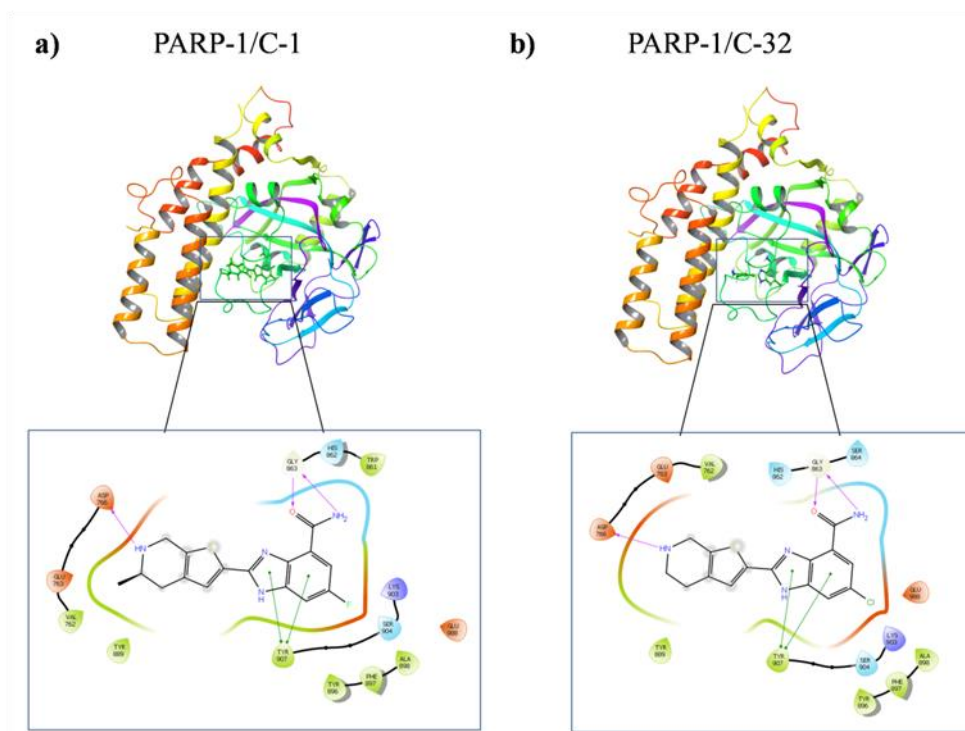 a)
PARP-1/C-1
b)
PARP-1/C-32
HIS
862
GLY
863
TRP
861
ASP
766
O
NH₂
HN
N
NH
F
GLU
763
VAL
762
TYR
889
LYS
903
SER
904
GLU
988
TYR
907
ALA
898
PHE
897
TYR
896
SER
864
GLY
863
HIS
862
GLU
763
VAL
762
ASP
766
O
NH₂
HN
N
NH
Cl
GLU
988
TYR
889
LYS
903
SER
904
TYR
907
ALA
898
PHE
897
TYR
896